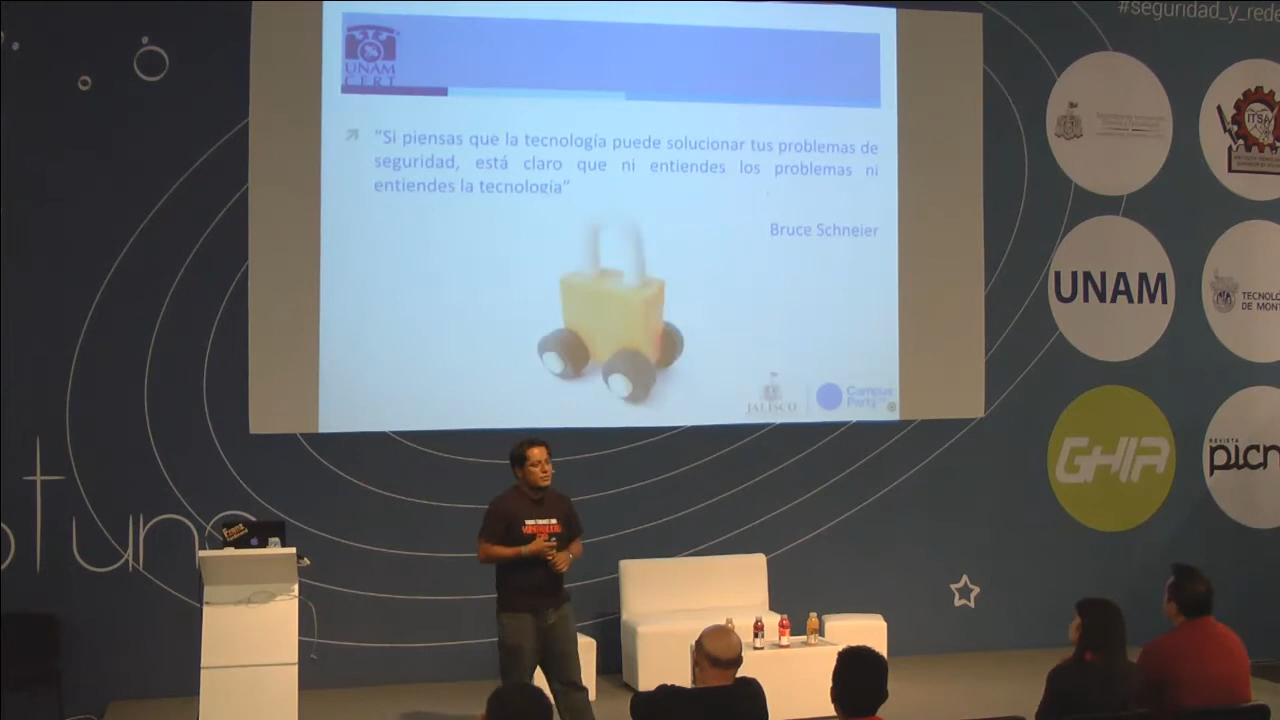 #seguridad_y_rede
UNAM
CERT
"Si piensas que la tecnología puede solucionar tus problemas de
seguridad, está claro que ni entiendes los problemas ni
entiendes la tecnología"
Bruce Schneier
JALISCO
Campus
Party
ITSA
UNAM
TECNOLO
DE MONT
GHIA
REVISTA
picn
otuno